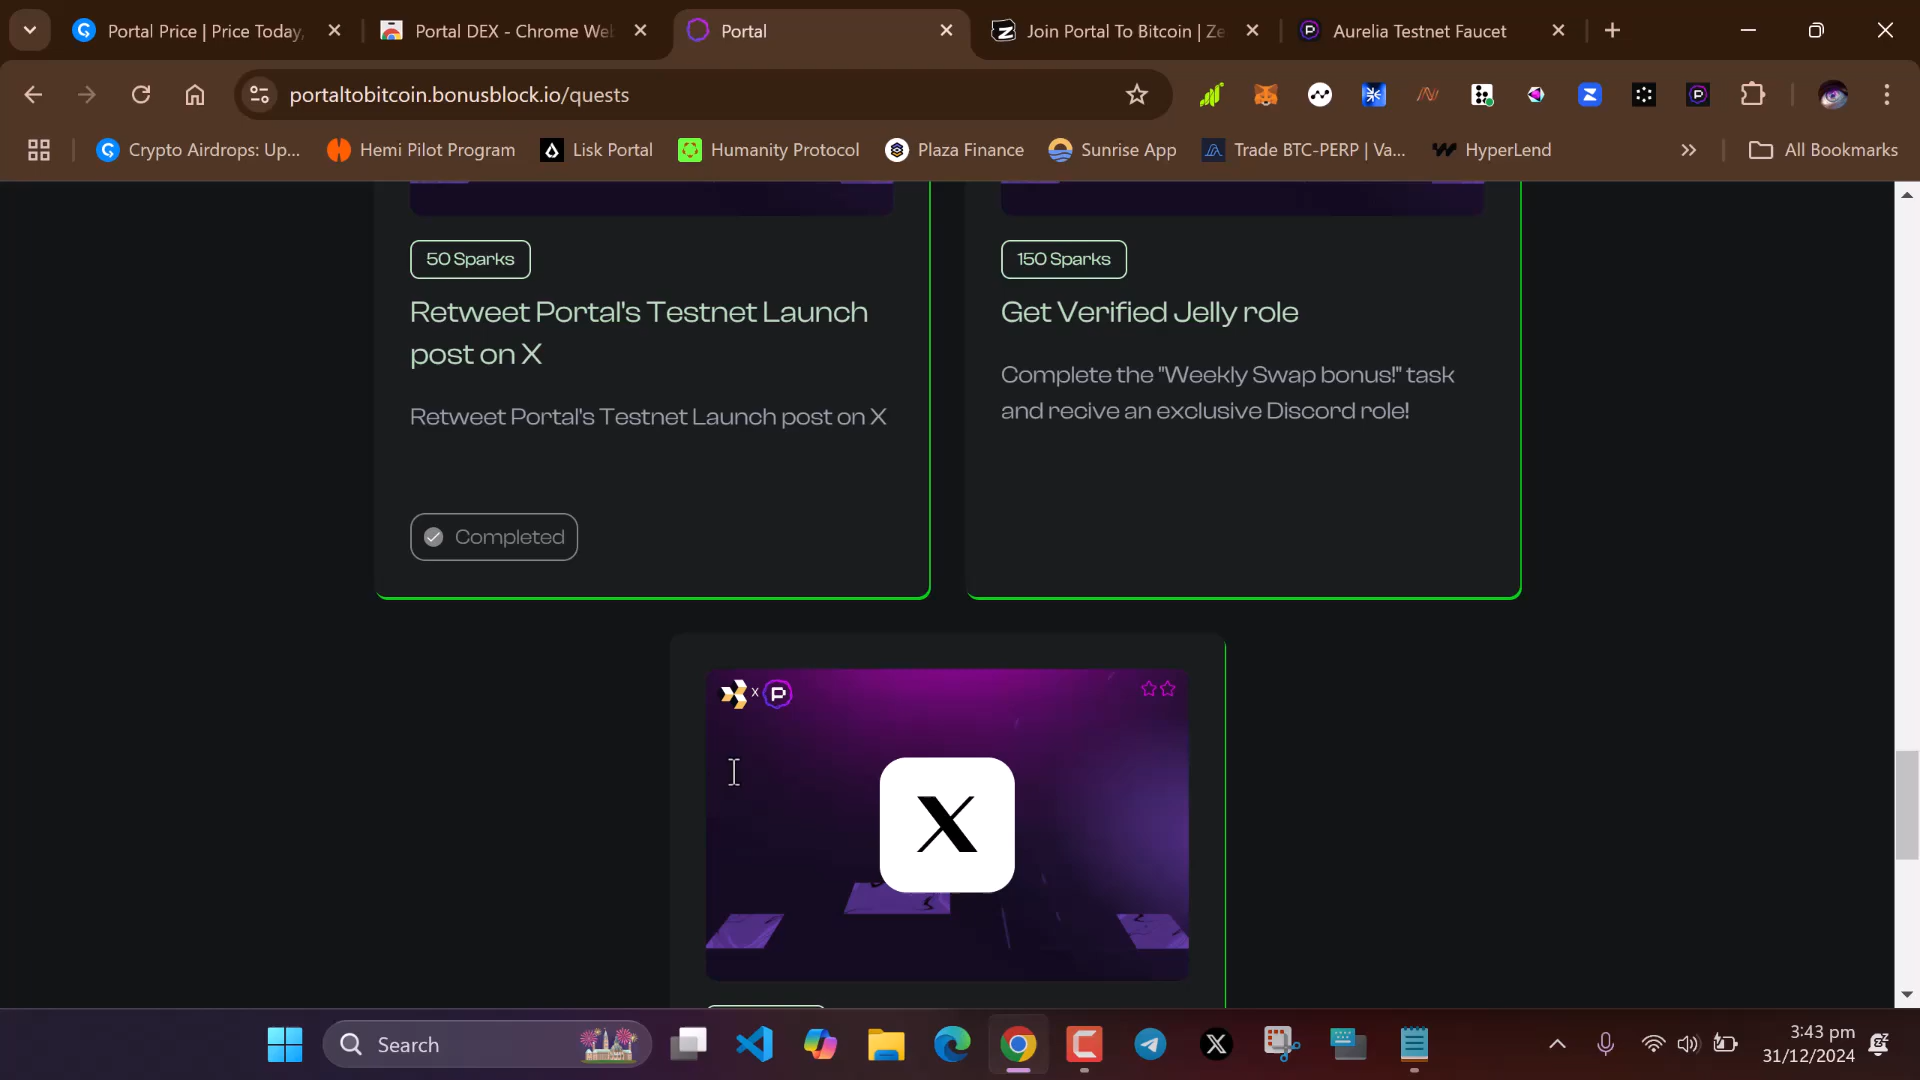 Portal Price | Price Today,
Portal DEX - Chrome We
Portal
Join Portal To Bitcoin | Ze
Aurelia Testnet Faucet
portaltobitcoin.bonusblock.io/quests
Crypto Airdrops: Up...
Hemi Pilot Program
Lisk Portal
Humanity Protocol
Plaza Finance
Sunrise App
Trade BTC-PERP | Va...
HyperLend
All Bookmarks
50 Sparks
Retweet Portal's Testnet Launch
post on X
Retweet Portal's Testnet Launch post on X
Completed
150 Sparks
Get Verified Jelly role
Complete the "Weekly Swap bonus!" task
and recive an exclusive Discord role!
X P
X
Search
3:43 pm
31/12/2024